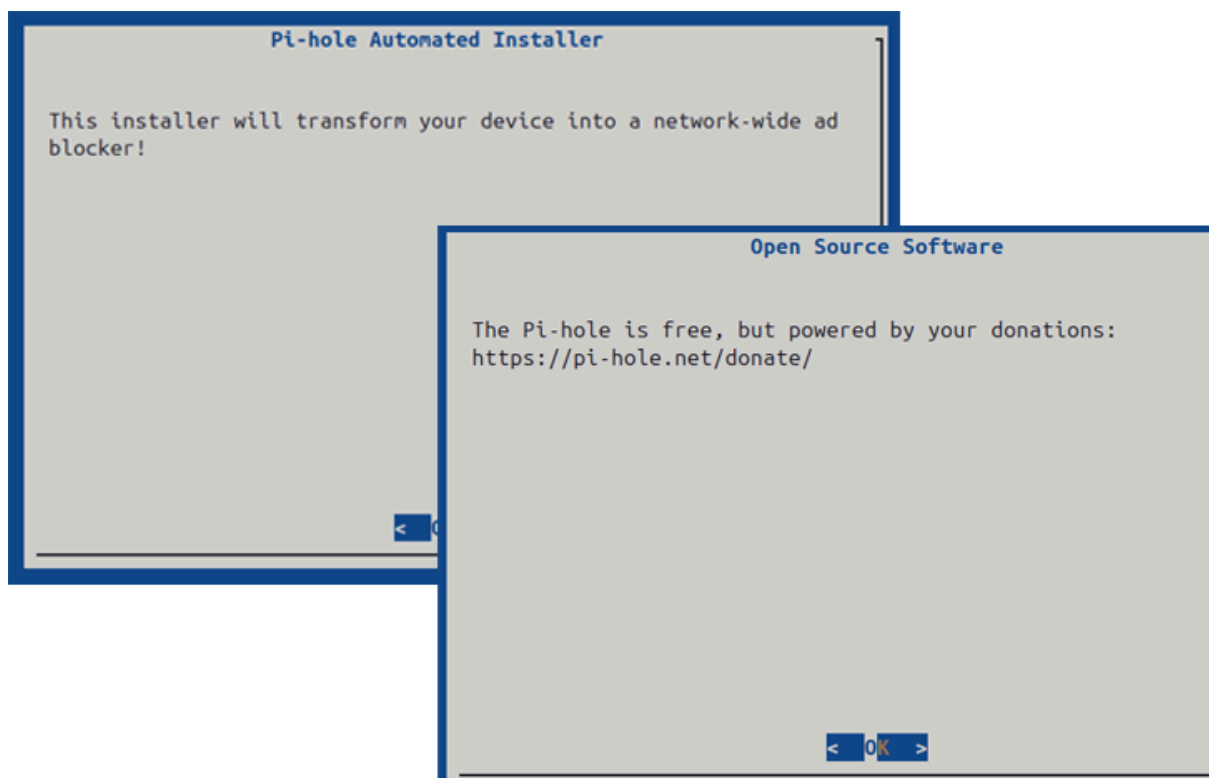 Pi-hole Automated Installer
This installer will transform your device into a network-wide ad
blocker!
<
Open Source Software
The Pi-hole is free, but powered by your donations:
https://pi-hole.net/donate/
< OK >